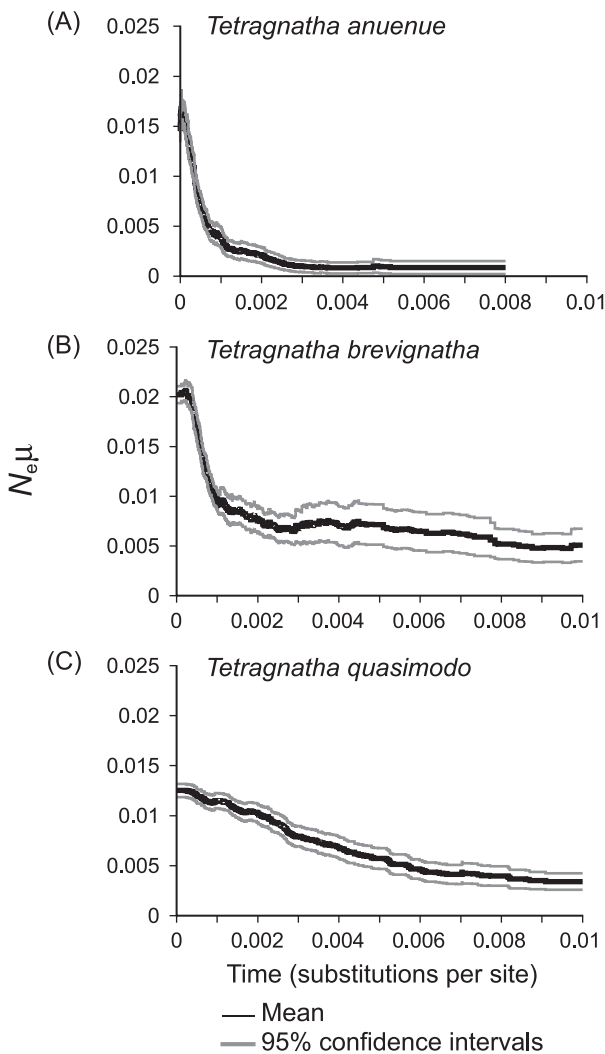 (A) Tetragnatha anuenue
0.025
0.02
0.015
0.01
0.005
0
0 0.002 0.004 0.006 0.008 0.01
(B) Tetragnatha brevignatha
0.025
0.02
0.015
0.01
0.005
0
0 0.002 0.004 0.006 0.008 0.01
Neμ
(C) Tetragnatha quasimodo
0.025
0.02
0.015
0.01
0.005
0
0 0.002 0.004 0.006 0.008 0.01
Time (substitutions per site)
Mean
95% confidence intervals